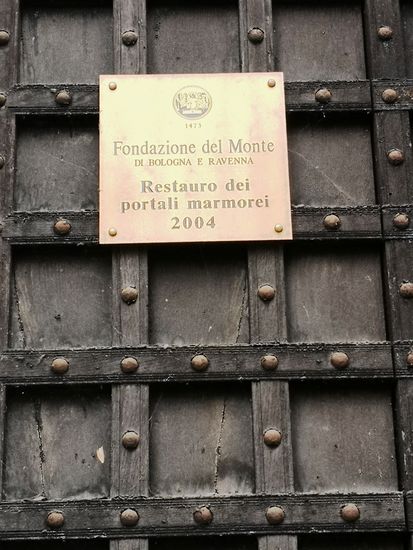 1473
Fondazione del Monte
DI BOLOGNA E RAVENNA
Restauro dei
portali marmorei
2004